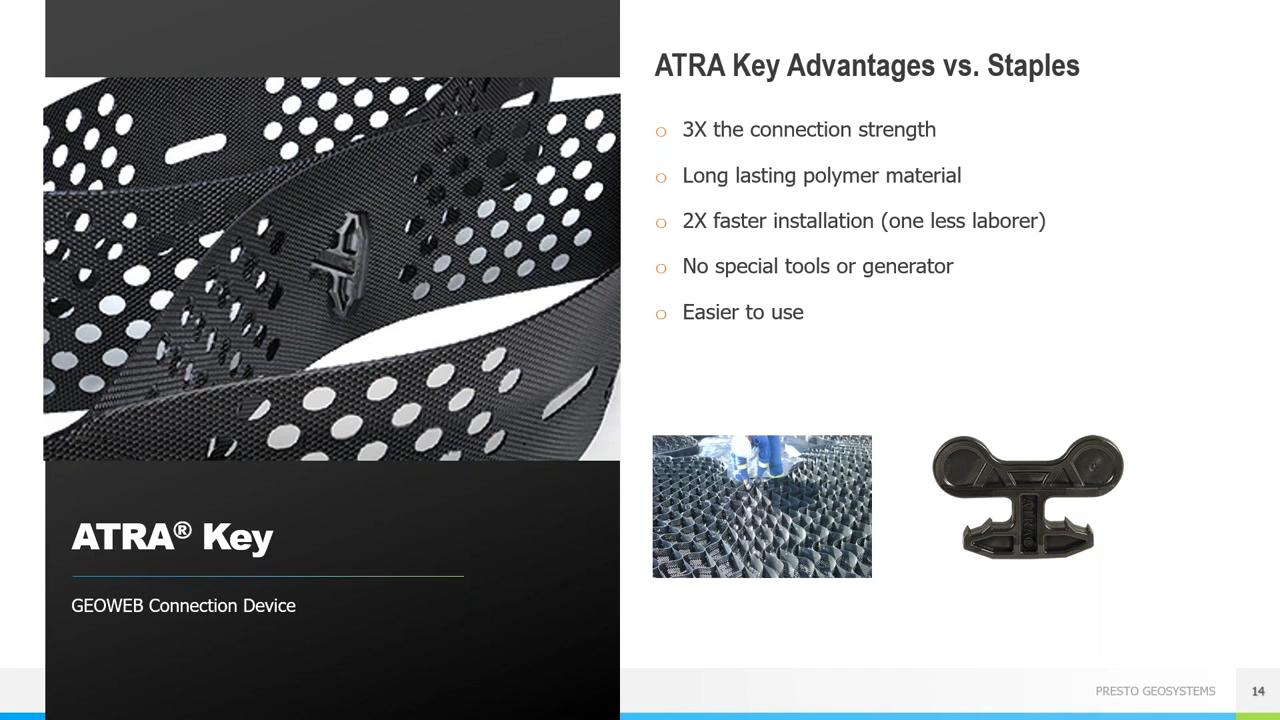 ATRA® Key
GEOWEB Connection Device
ATRA Key Advantages vs. Staples
o 3X the connection strength
o Long lasting polymer material
o 2X faster installation (one less laborer)
o No special tools or generator
o Easier to use
ATRA®
PRESTO GEOSYSTEMS
14